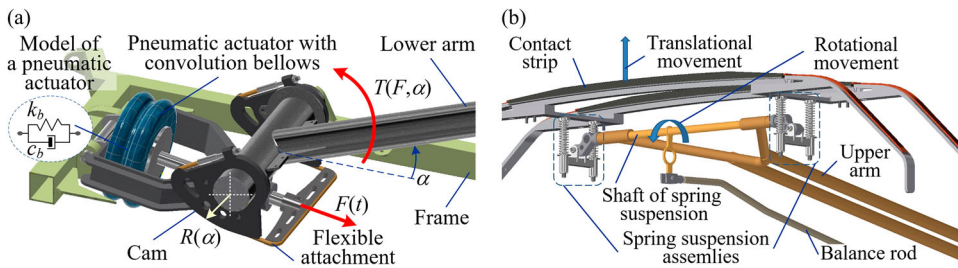 (a)
Model of
a pneumatic
actuator
k_b
c_b
Pneumatic actuator with
convolution bellows
Lower arm
T(F,α)
α
F(t)
R(α)
Cam
Flexible
attachment
Frame
(b)
Contact
strip
Translational
movement
Rotational
movement
Upper
arm
Shaft of spring
suspension
Spring suspension
assemlies
Balance rod